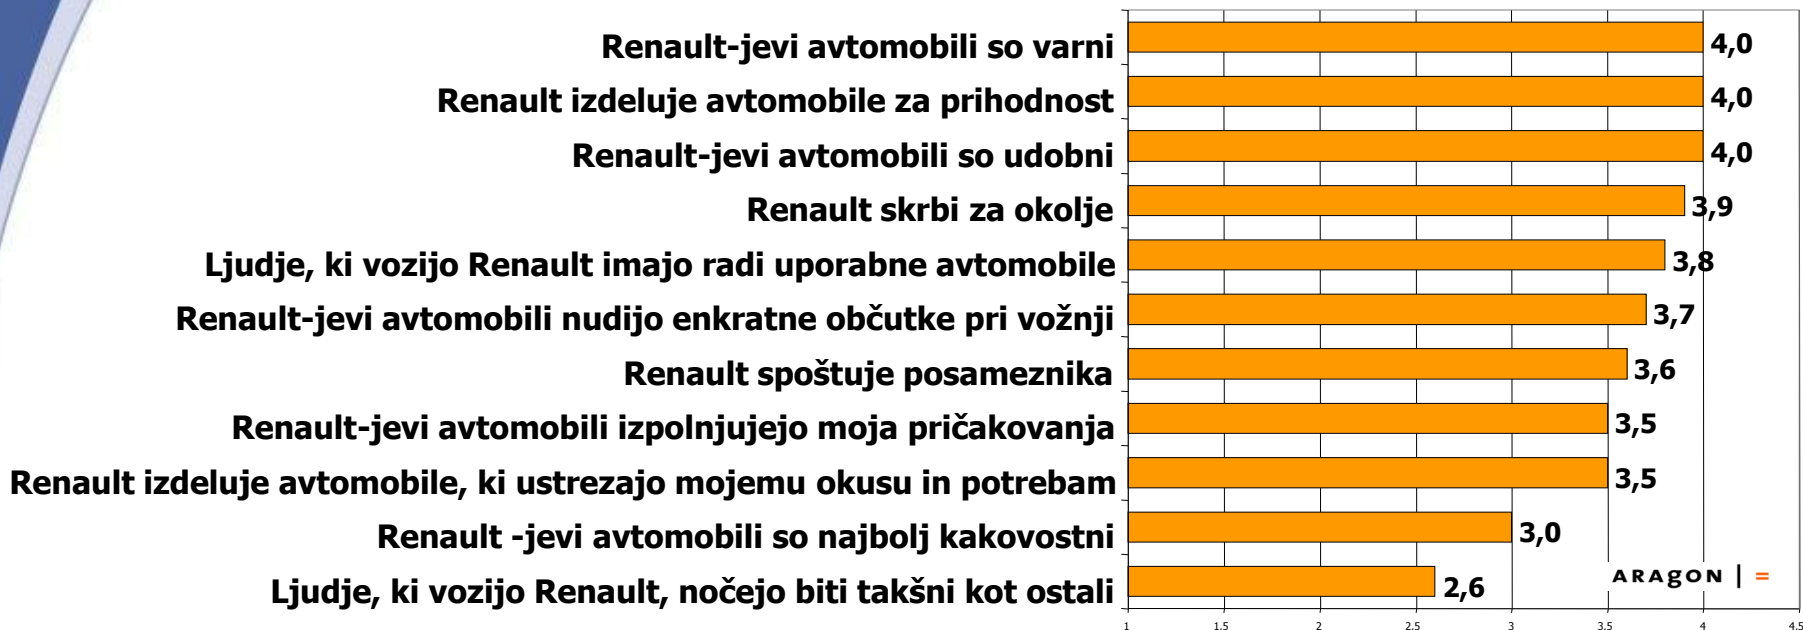 Renault-jevi avtomobili so varni 4,0
Renault izdeluje avtomobile za prihodnost 4,0
Renault-jevi avtomobili so udobni 4,0
Renault skrbi za okolje 3,9
Ljudje, ki vozijo Renault imajo radi uporabne avtomobile 3,8
Renault-jevi avtomobili nudijo enkratne občutke pri vožnji 3,7
Renault spoštuje posameznika 3,6
Renault-jevi avtomobili izpolnjujejo moja pričakovanja 3,5
Renault izdeluje avtomobile, ki ustrezajo mojemu okusu in potrebam 3,5
Renault -jevi avtomobili so najbolj kakovostni 3,0
Ljudje, ki vozijo Renault, nočejo biti takšni kot ostali 2,6
ARAgON | =
1 1.5 2 2.5 3 3.5 4 4.5